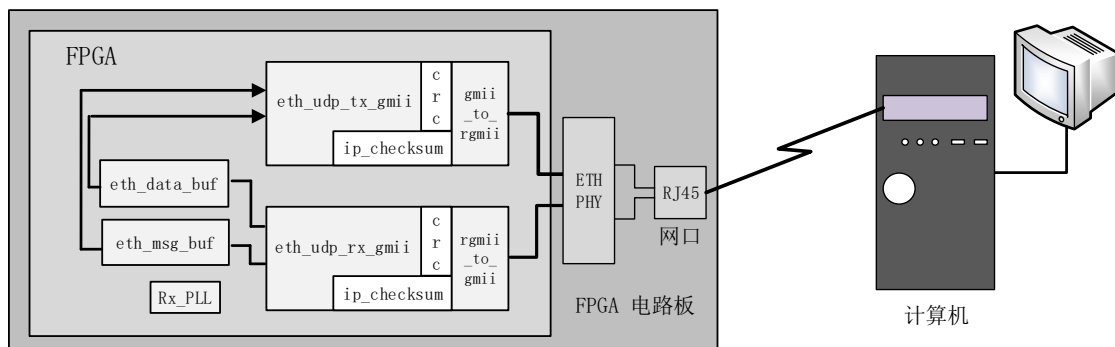 FPGA
eth_udp_tx_gmii
c
r
c
gmii
_to_
rgmii
ip_checksum
eth_data_buf
eth_msg_buf
Rx_PLL
eth_udp_rx_gmii
c
r
c
rgmii
_to_
gmii
ip_checksum
ETH
PHY
RJ45
网口
FPGA 电路板
计算机